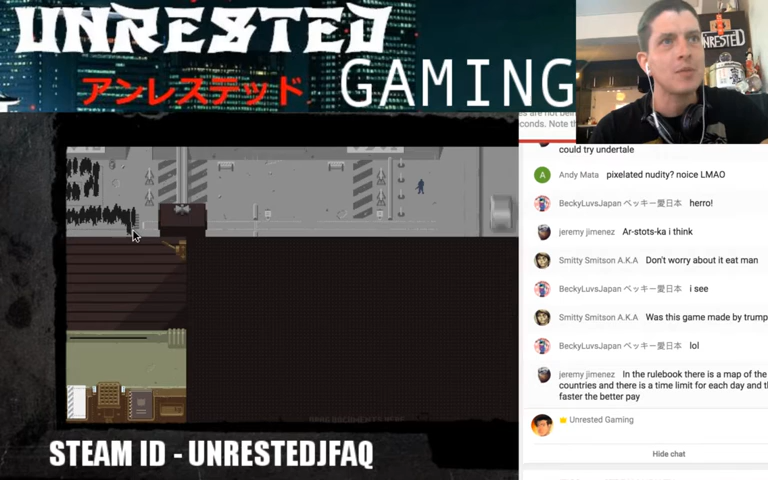 UNRESTED
アンレステッド
GAMING
UNRESTED
conds. Note th
could try undertale
A Andy Mata pixelated nudity? noice LMAO
BeckyLuvsJapan ベッキー愛日本 herro!
jeremy jimenez Ar-stots-ka i think
Smitty Smitson A.K.A Don't worry about it eat man
BeckyLuvsJapan ベッキー愛日本 i see
Smitty Smitson A.K.A Was this game made by trump
BeckyLuvsJapan ベッキー愛日本 lol
jeremy jimenez In the rulebook there is a map of the
countries and there is a time limit for each day and th
faster the better pay
Unrested Gaming
Hide chat
STEAM ID - UNRESTEDJFAQ